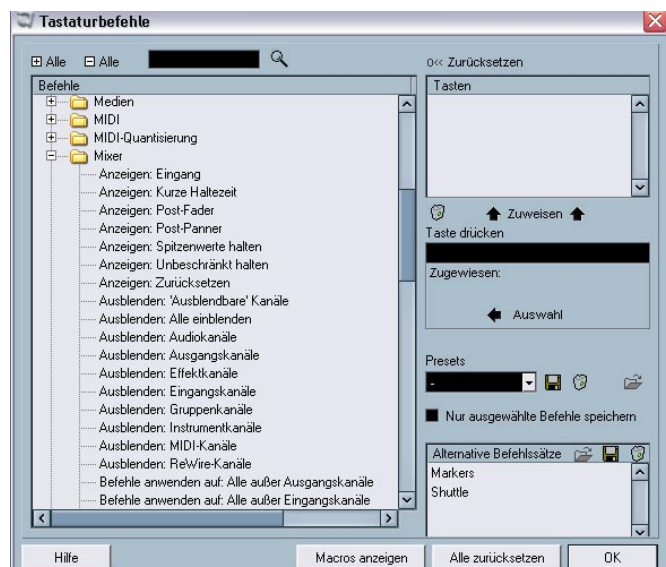 Tastaturbefehle
Alle Alle
0<< Zurücksetzen
Befehle
Medien
MIDI
MIDI-Quantisierung
Mixer
Anzeigen: Eingang
Anzeigen: Kurze Haltezeit
Anzeigen: Post-Fader
Anzeigen: Post-Panner
Anzeigen: Spitzenwerte halten
Anzeigen: Unbeschränkt halten
Anzeigen: Zurücksetzen
Ausblenden: 'Ausblendbare' Kanäle
Ausblenden: Alle einblenden
Ausblenden: Audiokanäle
Ausblenden: Ausgangskanäle
Ausblenden: Effektkanäle
Ausblenden: Eingangskanäle
Ausblenden: Gruppenkanäle
Ausblenden: Instrumentkanäle
Ausblenden: MIDI-Kanäle
Ausblenden: ReWire-Kanäle
Befehle anwenden auf: Alle außer Ausgangskanäle
Befehle anwenden auf: Alle außer Eingangskanäle
Tasten
Zuweisen
Taste drücken
Zugewiesen:
Auswahl
Presets
-
Nur ausgewählte Befehle speichern
Alternative Befehlssätze
Markers
Shuttle
Hilfe
Macros anzeigen
Alle zurücksetzen
OK